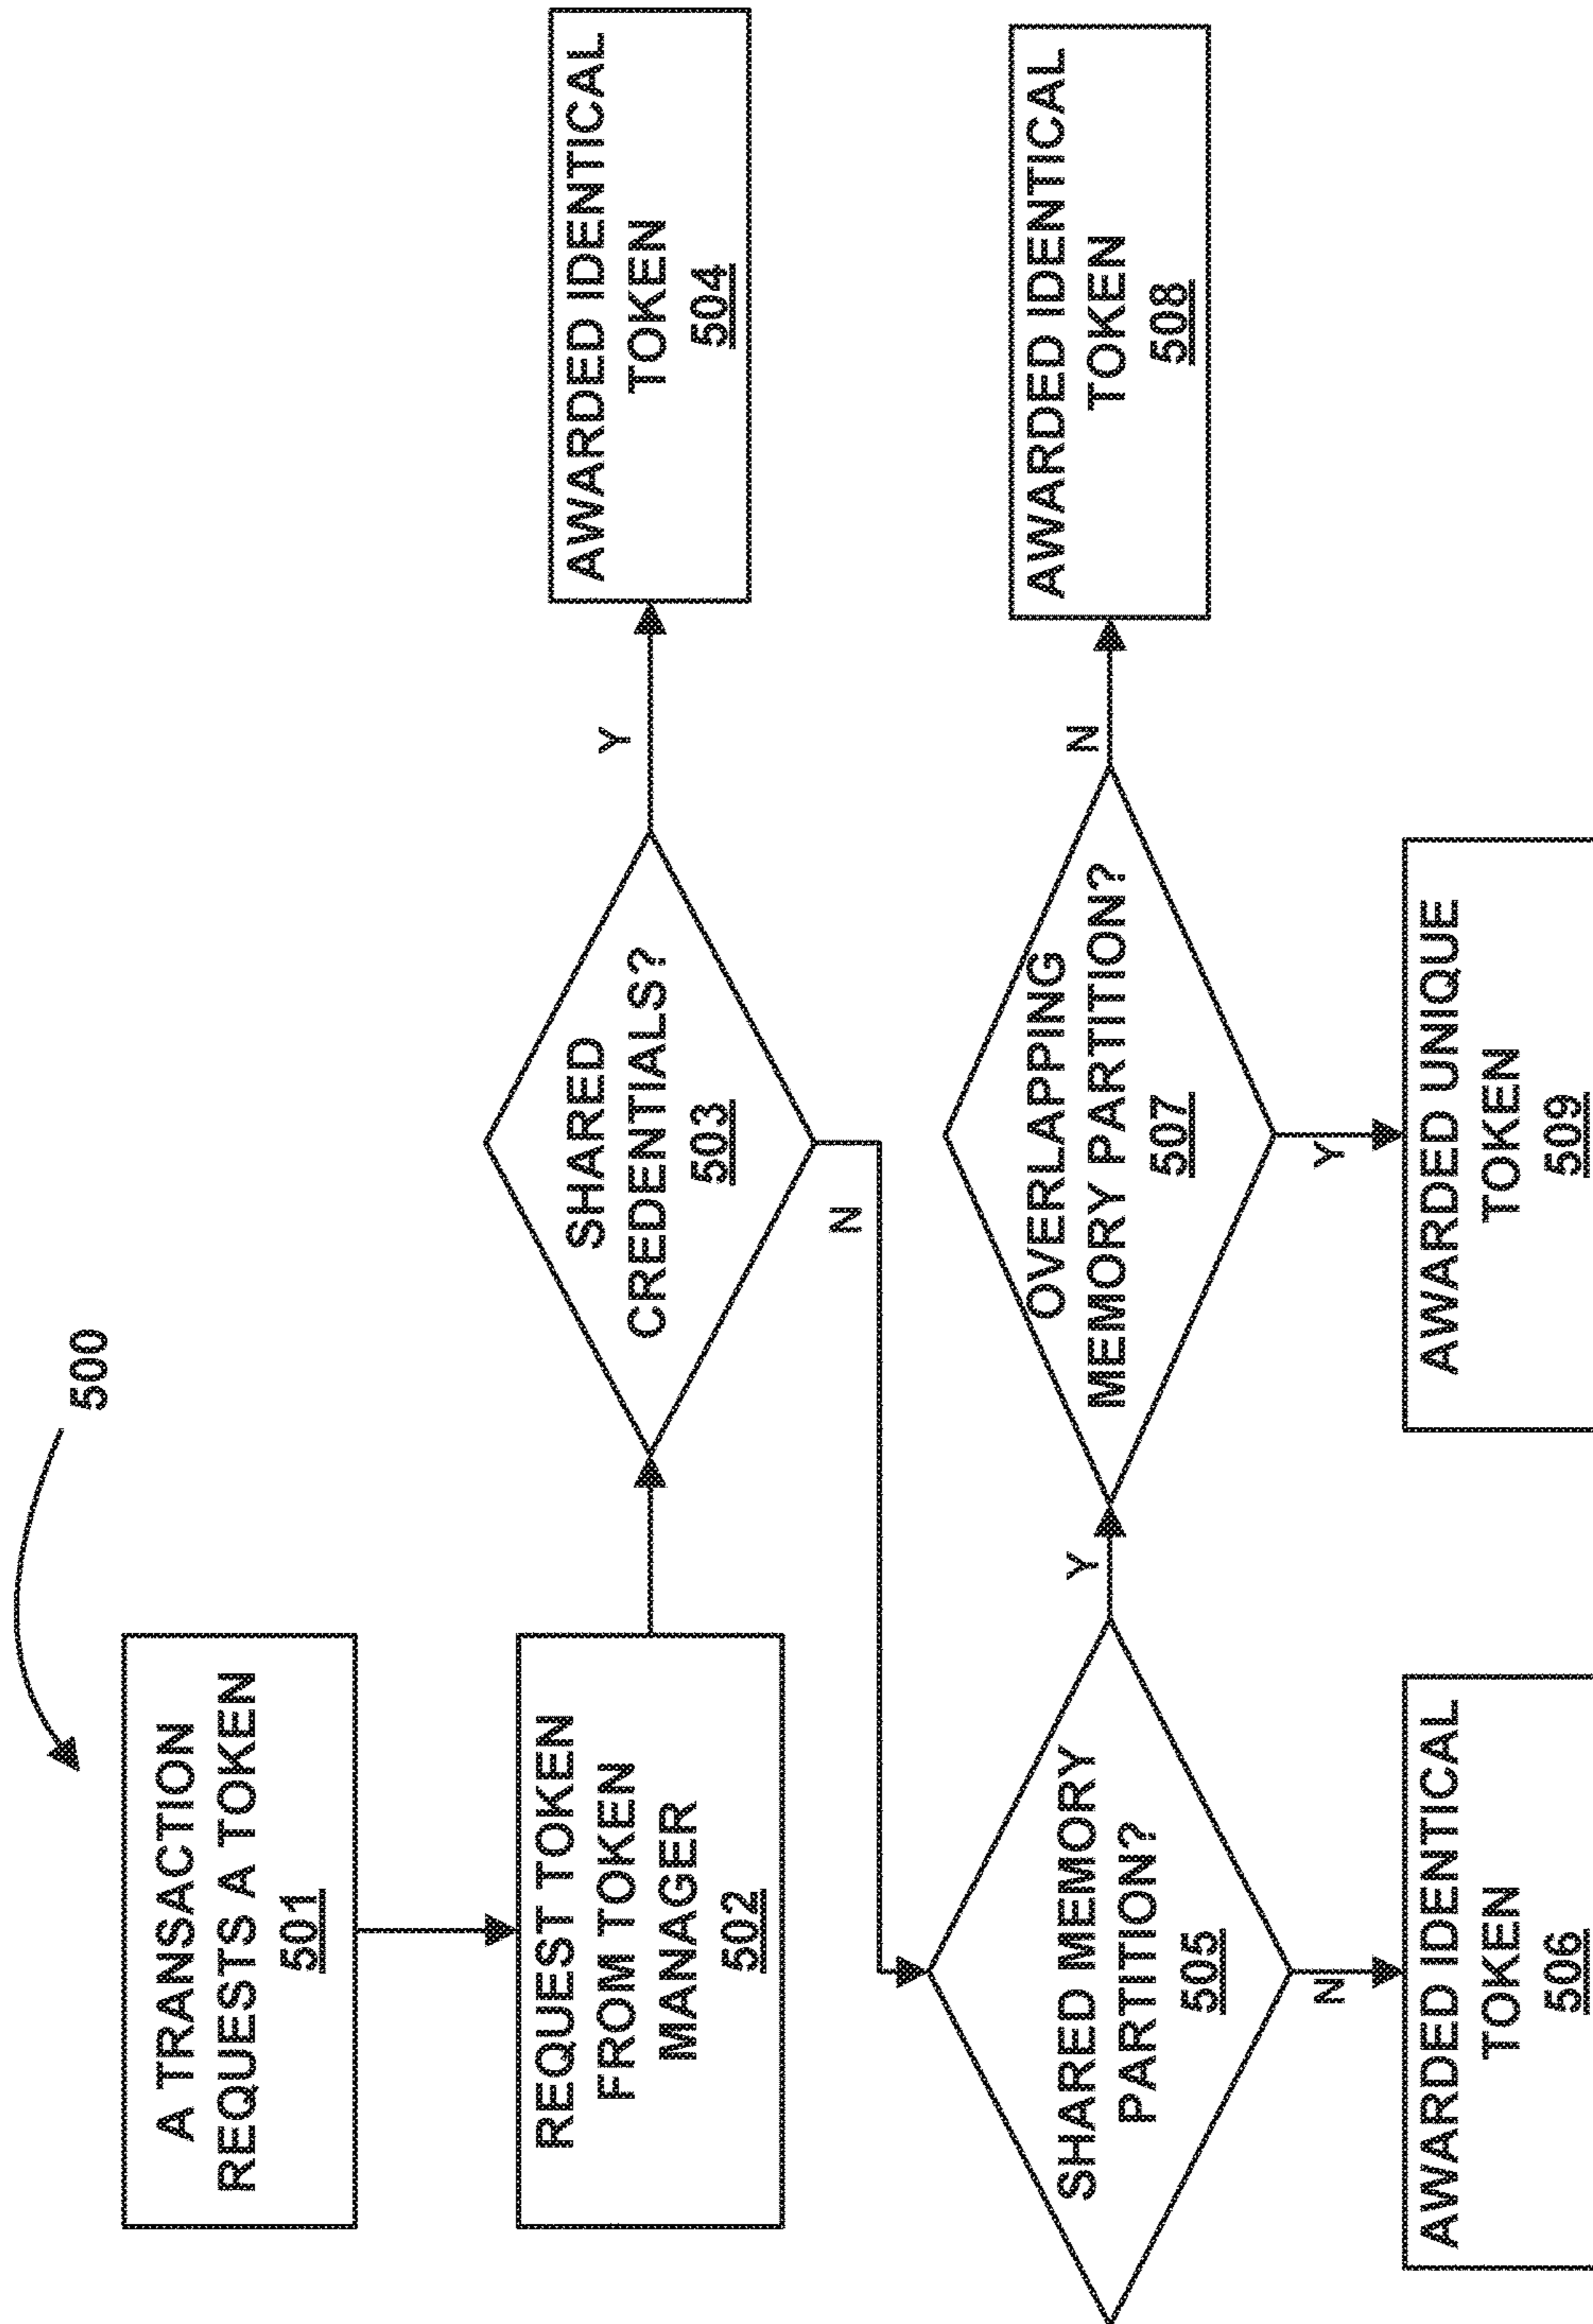 500
A TRANSACTION
REQUESTS A TOKEN
501
REQUEST TOKEN
FROM TOKEN
MANAGER
502
SHARED
CREDENTIALS?
503
Y
AWARDED IDENTICAL
TOKEN
504
N
SHARED MEMORY
PARTITION?
505
Y
OVERLAPPING
MEMORY PARTITION?
507
N
AWARDED IDENTICAL
TOKEN
508
N
AWARDED IDENTICAL
TOKEN
506
Y
AWARDED UNIQUE
TOKEN
509